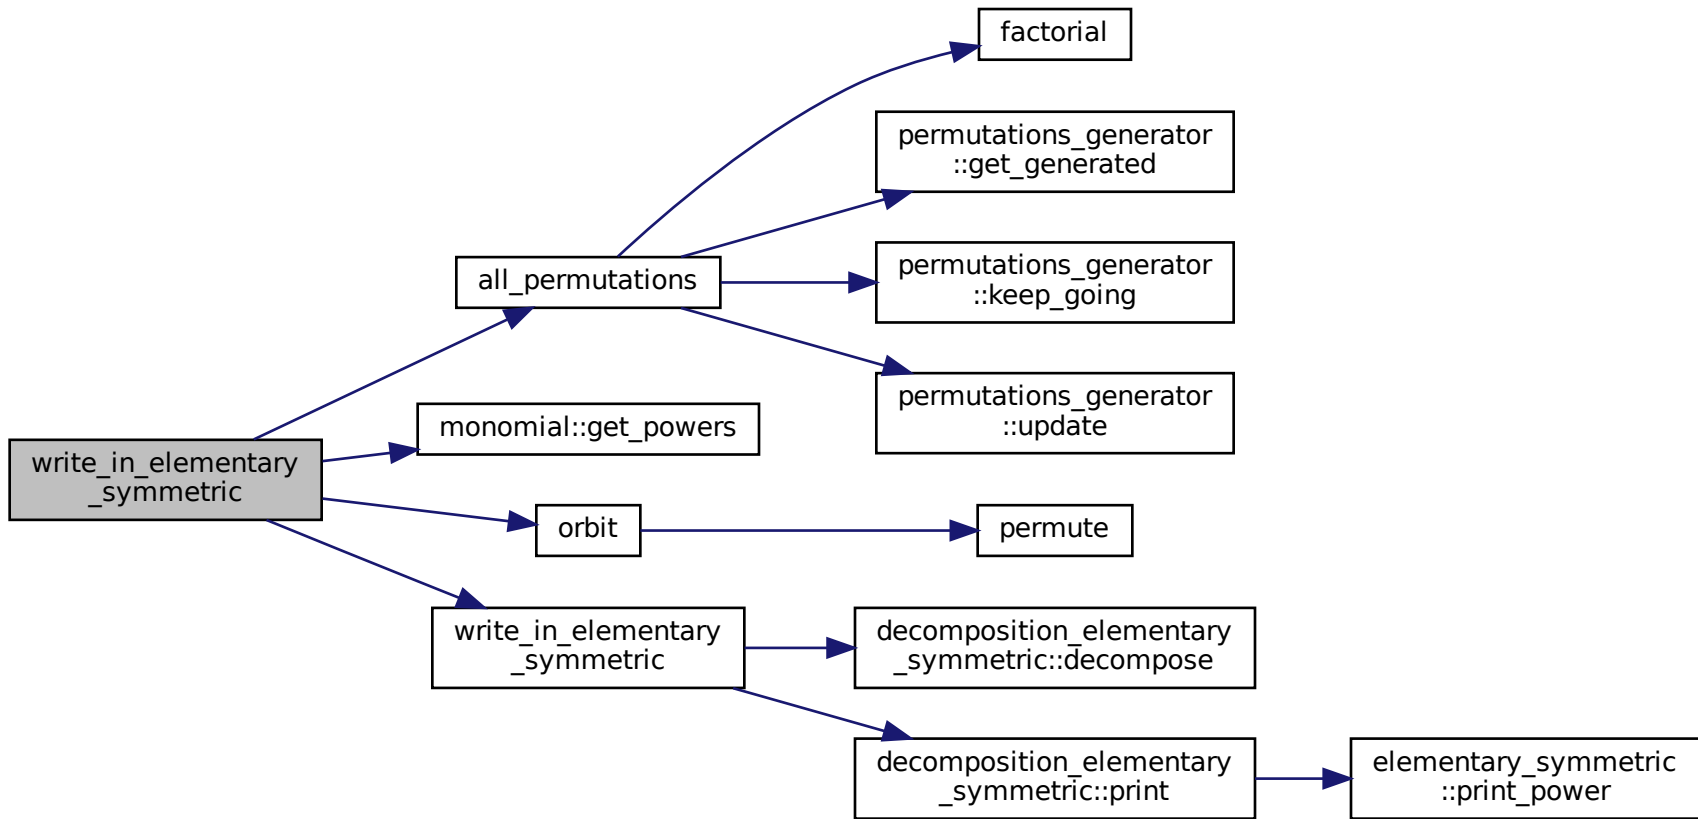 factorial
permutations_generator
::get_generated
permutations_generator
::keep_going
all_permutations
permutations_generator
::update
monomial::get_powers
write_in_elementary
_symmetric
orbit
permute
write_in_elementary
_symmetric
decomposition_elementary
_symmetric::decompose
decomposition_elementary
_symmetric::print
elementary_symmetric
::print_power